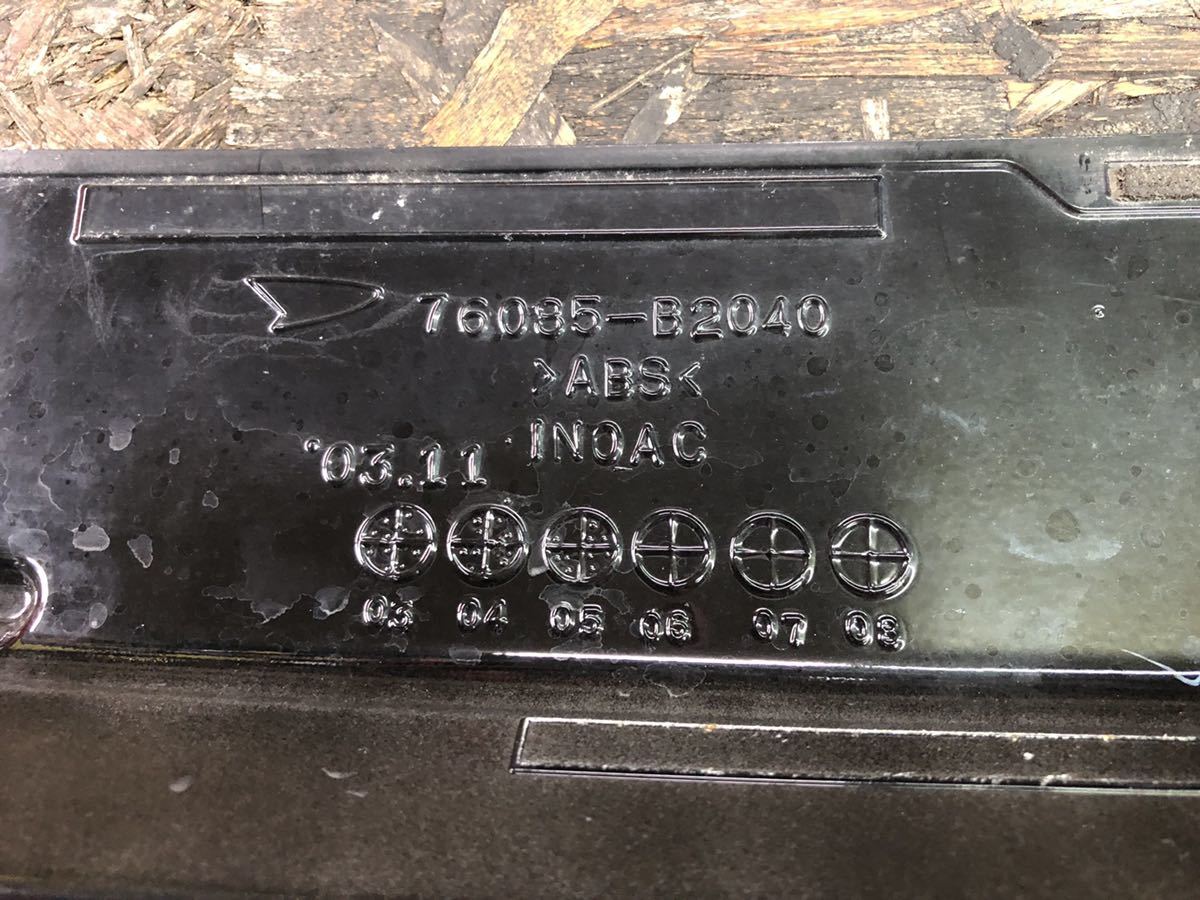 76085-B2040
>ABS<
INOAC
'03.11
03 04 05 06 07 08